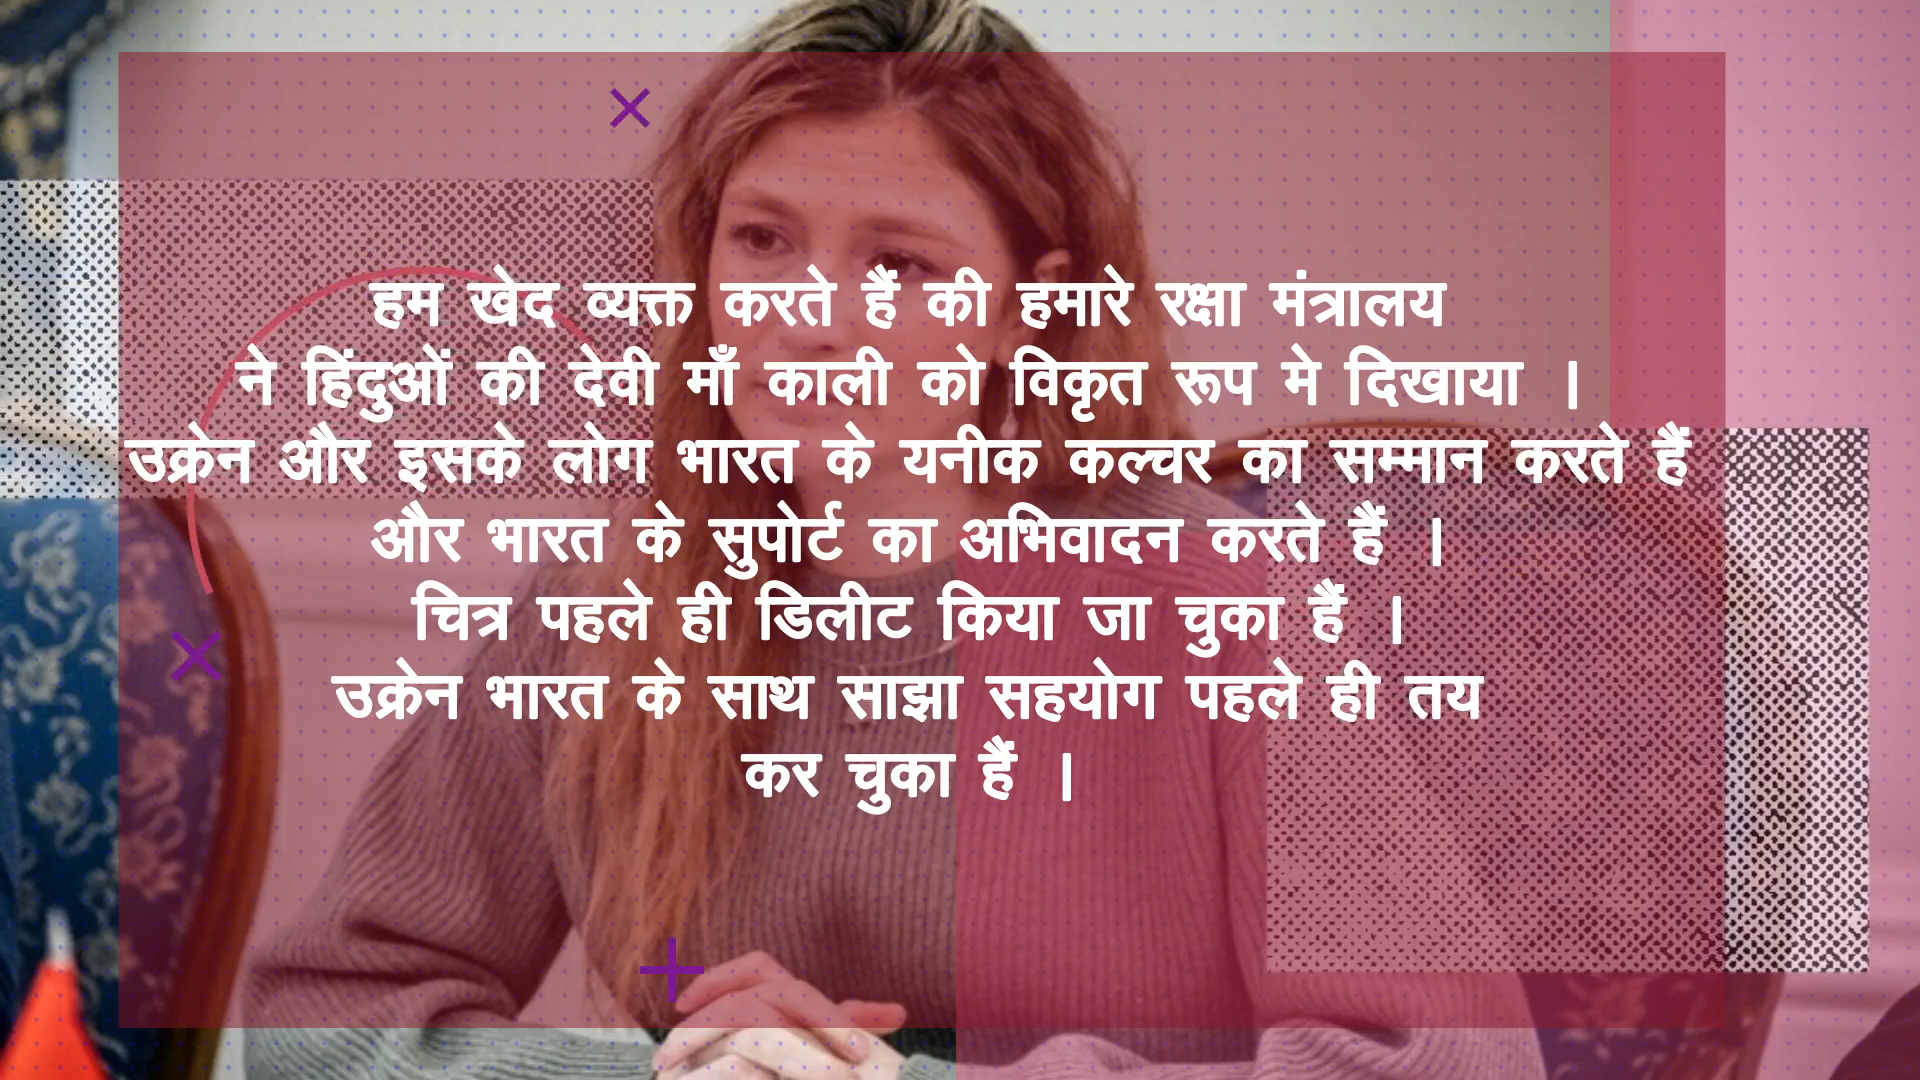 हम खेद व्यक्त करते हैं की हमारे रक्षा मंत्रालय
ने हिंदुओं की देवी माँ काली को विकृत रूप मे दिखाया ।
उक्रेन और इसके लोग भारत के यनीक कल्चर का सम्मान करते हैं
और भारत के सुपोर्ट का अभिवादन करते हैं ।
चित्र पहले ही डिलीट किया जा चुका हैं ।
उक्रेन भारत के साथ साझा सहयोग पहले ही तय
कर चुका हैं ।